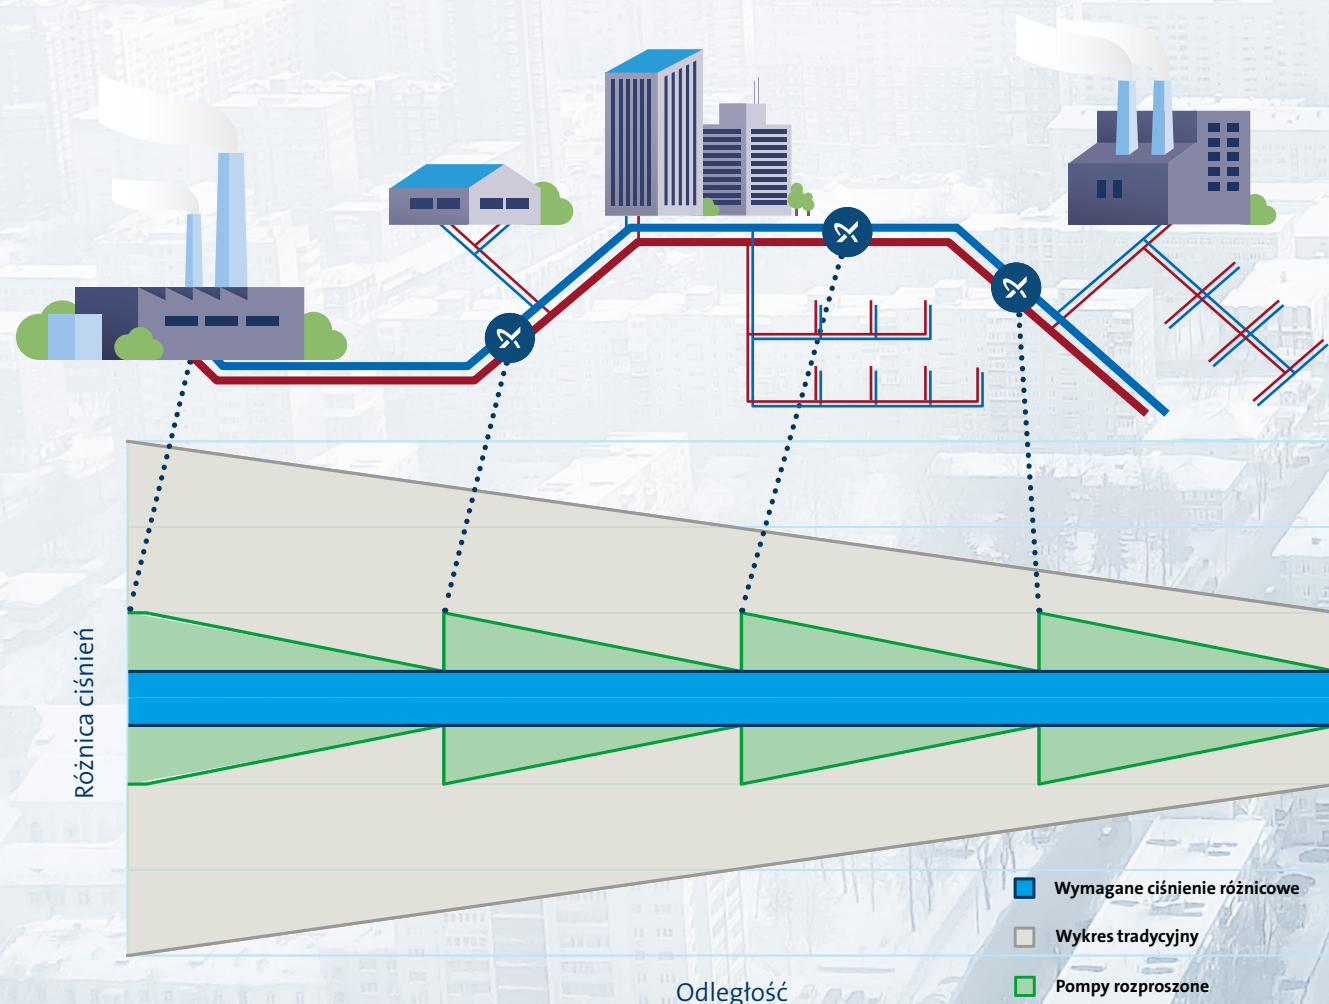 Różnica ciśnień
Wymagane ciśnienie różnicowe
Wykres tradycyjny
Pompy rozproszone
Odległość